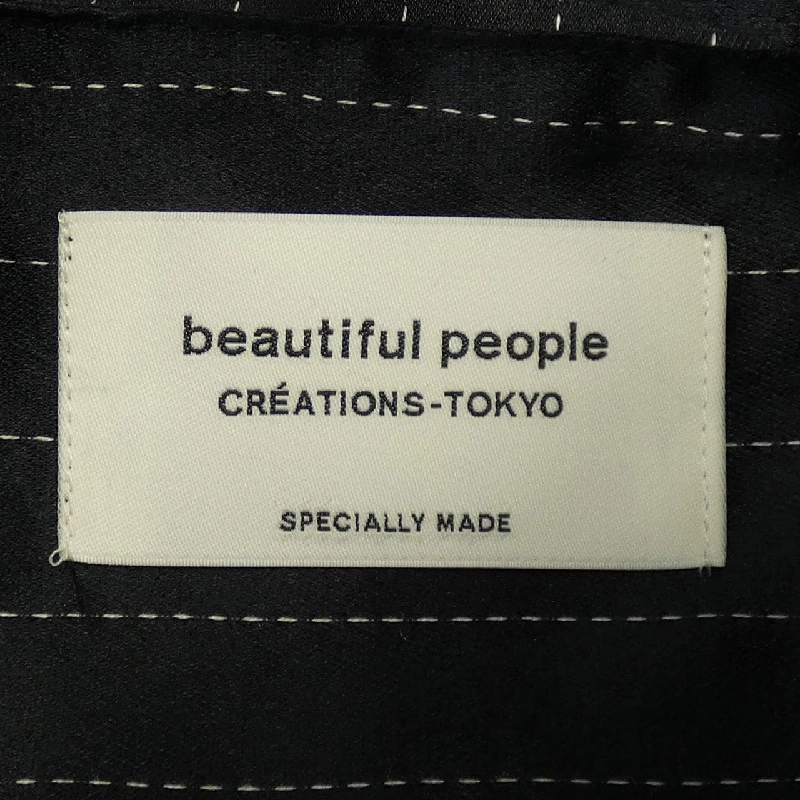 beautiful people
CRÉATIONS-TOKYO
SPECIALLY MADE